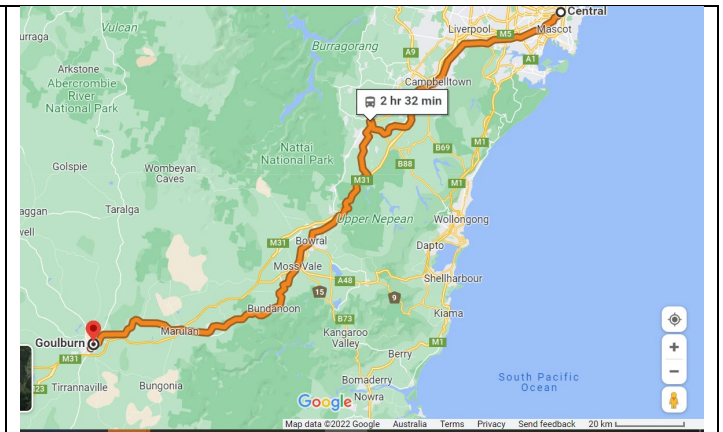 Central
Vulcan
Liverpool
M5
Mascot
urraga
Burragorang
A9
A1
Arkstone
Campbelltown
Abercrombie
River
National Park
2 hr 32 min
Nattai
National Park
B69
M1
Golspie
Wombeyan
Caves
B88
M31
M1
aggan
Taralga
Upper Nepean
Wollongong
vell
M31
Bowral
Dapto
Moss Vale
A48
Shellharbour
15
9
Bundanoon
Kiama
Marulan
B73
Goulburn
Kangaroo
Valley
M1
M31
Berry
23
Tirrannaville
Bungonia
Bomaderry
South Pacific
Ocean
Google
Nowra
Map data ©2022 Google Australia Terms Privacy Send feedback 20 km